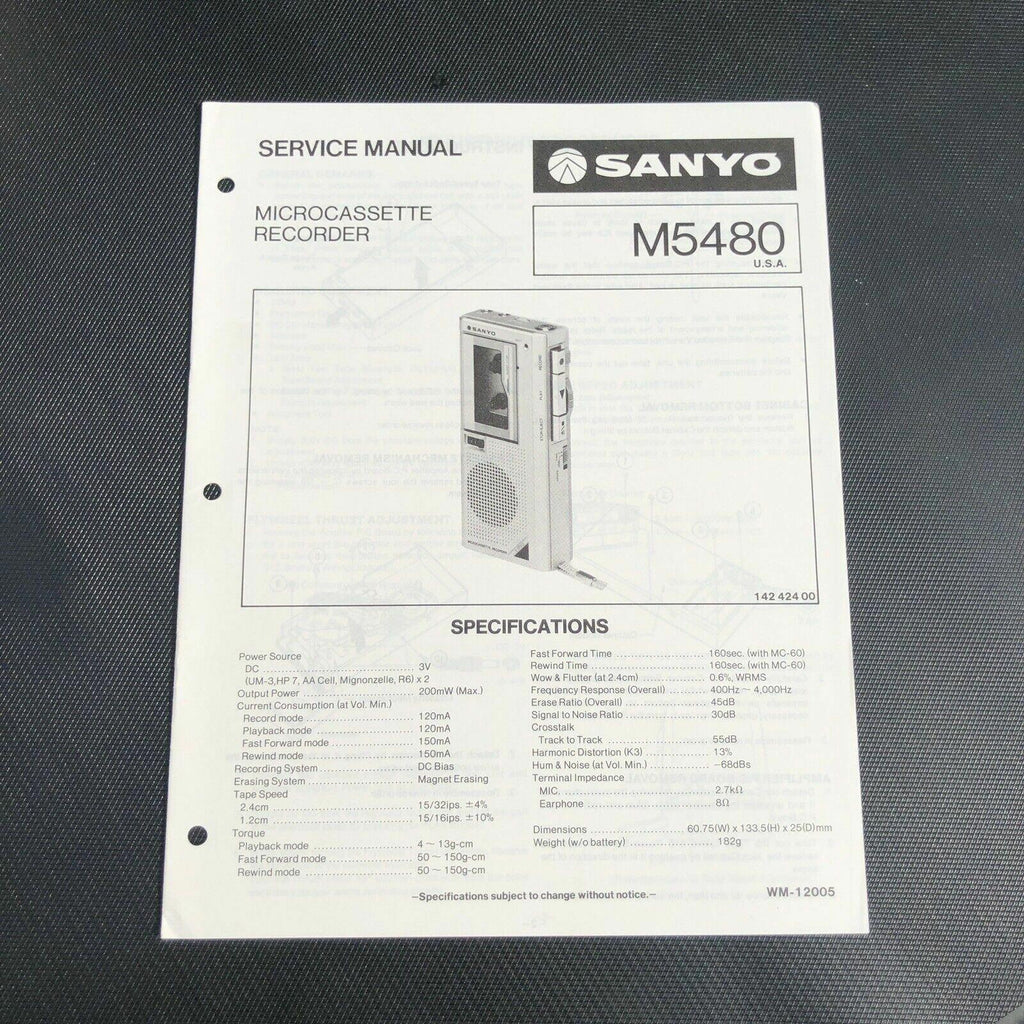 SERVICE MANUAL
SANYO
MICROCASSETTE
RECORDER
M5480
U.S.A.
SANYO
RECORD
PLAY
STOP/EJECT
MICROCASSETTE RECORDER
142 424 00
SPECIFICATIONS
Power Source
DC ............ 3V
(UM-3,HP 7, AA Cell, Mignonzelle, R6) x 2
Output Power ............ 200mW (Max.)
Current Consumption (at Vol. Min.)
Record mode ............ 120mA
Playback mode ............ 120mA
Fast Forward mode ............ 150mA
Rewind mode ............ 150mA
Recording System ............ DC Bias
Erasing System ............ Magnet Erasing
Tape Speed
2.4cm ............ 15/32ips. ±4%
1.2cm ............ 15/16ips. ±10%
Torque
Playback mode ............ 4 ~ 13g-cm
Fast Forward mode ............ 50 ~ 150g-cm
Rewind mode ............ 50 ~ 150g-cm
Fast Forward Time ............ 160sec. (with MC-60)
Rewind Time ............ 160sec. (with MC-60)
Wow & Flutter (at 2.4cm) ............ 0.6%, WRMS
Frequency Response (Overall) ............ 400Hz ~ 4,000Hz
Erase Ratio (Overall) ............ 45dB
Signal to Noise Ratio ............ 30dB
Crosstalk
Track to Track ............ 55dB
Harmonic Distortion (K3) ............ 13%
Hum & Noise (at Vol. Min.) ............ −68dBs
Terminal Impedance
MIC. ............ 2.7kΩ
Earphone ............ 8Ω
Dimensions ............ 60.75(W) x 133.5(H) x 25(D)mm
Weight (w/o battery) ............ 182g
—Specifications subject to change without notice.—
WM-12005